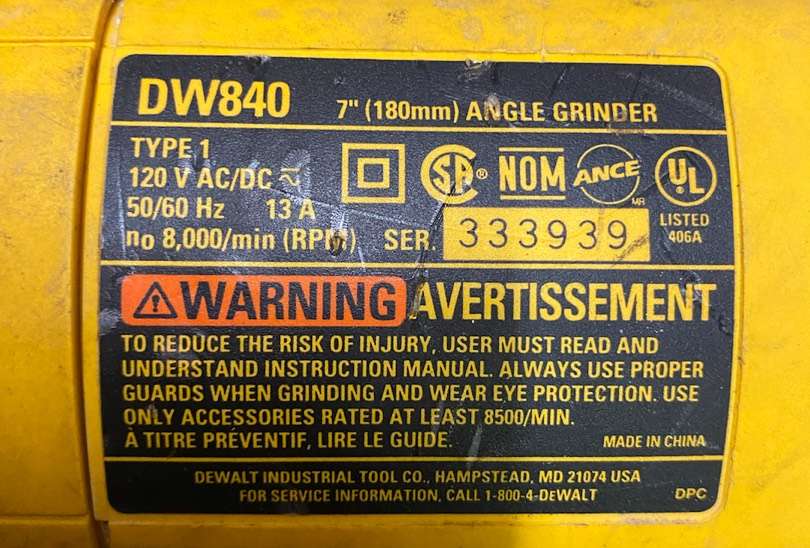 DW840 7" (180mm) ANGLE GRINDER
TYPE 1
120 V AC/DC ⎓
50/60 Hz 13 A
no 8,000/min (RPM)
SA®
NOM
ANCE
MR
UL
LISTED
406A
SER. 333939
⚠WARNING AVERTISSEMENT
TO REDUCE THE RISK OF INJURY, USER MUST READ AND
UNDERSTAND INSTRUCTION MANUAL. ALWAYS USE PROPER
GUARDS WHEN GRINDING AND WEAR EYE PROTECTION. USE
ONLY ACCESSORIES RATED AT LEAST 8500/MIN.
À TITRE PRÉVENTIF, LIRE LE GUIDE. MADE IN CHINA
DEWALT INDUSTRIAL TOOL CO., HAMPSTEAD, MD 21074 USA
FOR SERVICE INFORMATION, CALL 1-800-4-DEWALT DPC